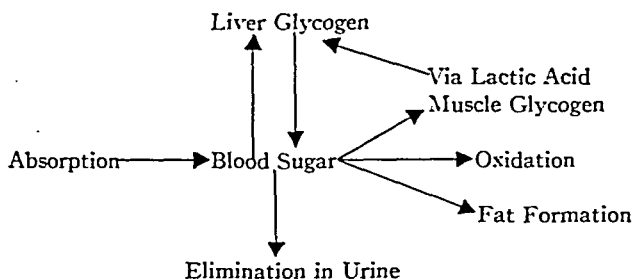 Liver Glycogen
Via Lactic Acid
Muscle Glycogen
Absorption
Blood Sugar
Oxidation
Fat Formation
Elimination in Urine